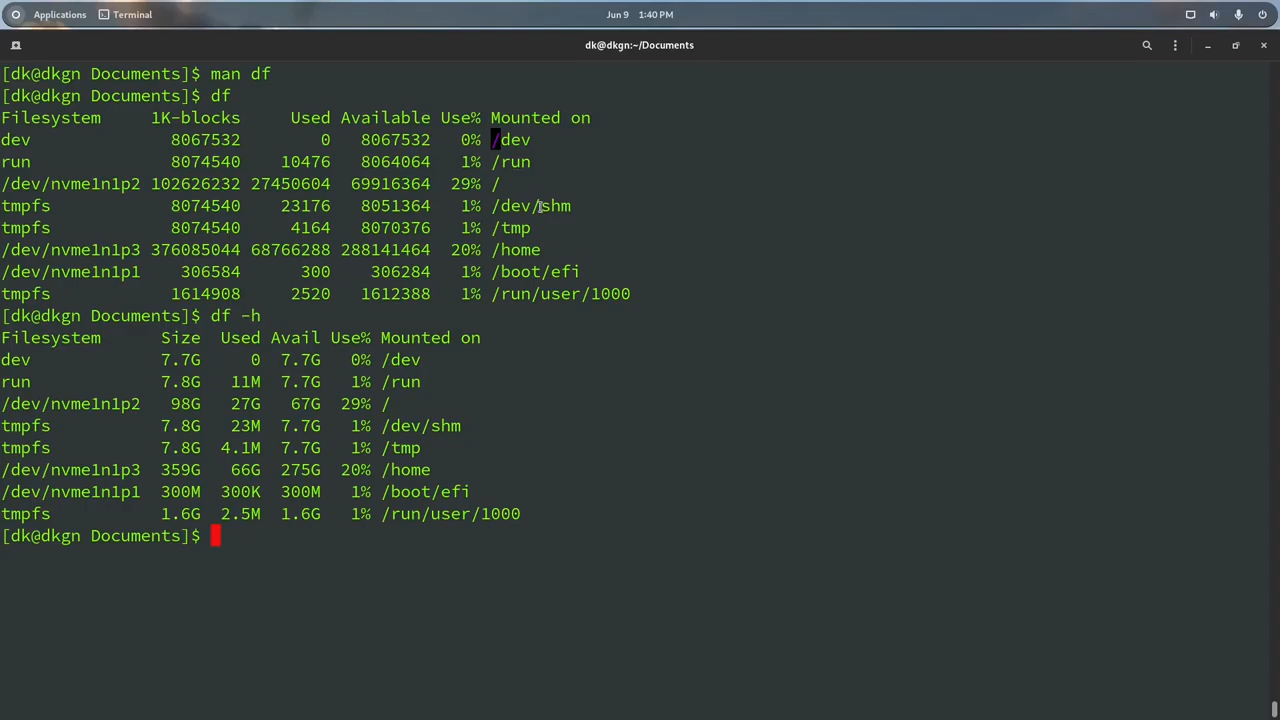 Applications Terminal Jun 9 1:40 PM
dk@dkgn:~/Documents
[dk@dkgn Documents]$ man df
[dk@dkgn Documents]$ df
Filesystem 1K-blocks Used Available Use% Mounted on
dev 8067532 0 8067532 0% /dev
run 8074540 10476 8064064 1% /run
/dev/nvme1n1p2 102626232 27450604 69916364 29% /
tmpfs 8074540 23176 8051364 1% /dev/shm
tmpfs 8074540 4164 8070376 1% /tmp
/dev/nvme1n1p3 376085044 68766288 288141464 20% /home
/dev/nvme1n1p1 306584 300 306284 1% /boot/efi
tmpfs 1614908 2520 1612388 1% /run/user/1000
[dk@dkgn Documents]$ df -h
Filesystem Size Used Avail Use% Mounted on
dev 7.7G 0 7.7G 0% /dev
run 7.8G 11M 7.7G 1% /run
/dev/nvme1n1p2 98G 27G 67G 29% /
tmpfs 7.8G 23M 7.7G 1% /dev/shm
tmpfs 7.8G 4.1M 7.7G 1% /tmp
/dev/nvme1n1p3 359G 66G 275G 20% /home
/dev/nvme1n1p1 300M 300K 300M 1% /boot/efi
tmpfs 1.6G 2.5M 1.6G 1% /run/user/1000
[dk@dkgn Documents]$